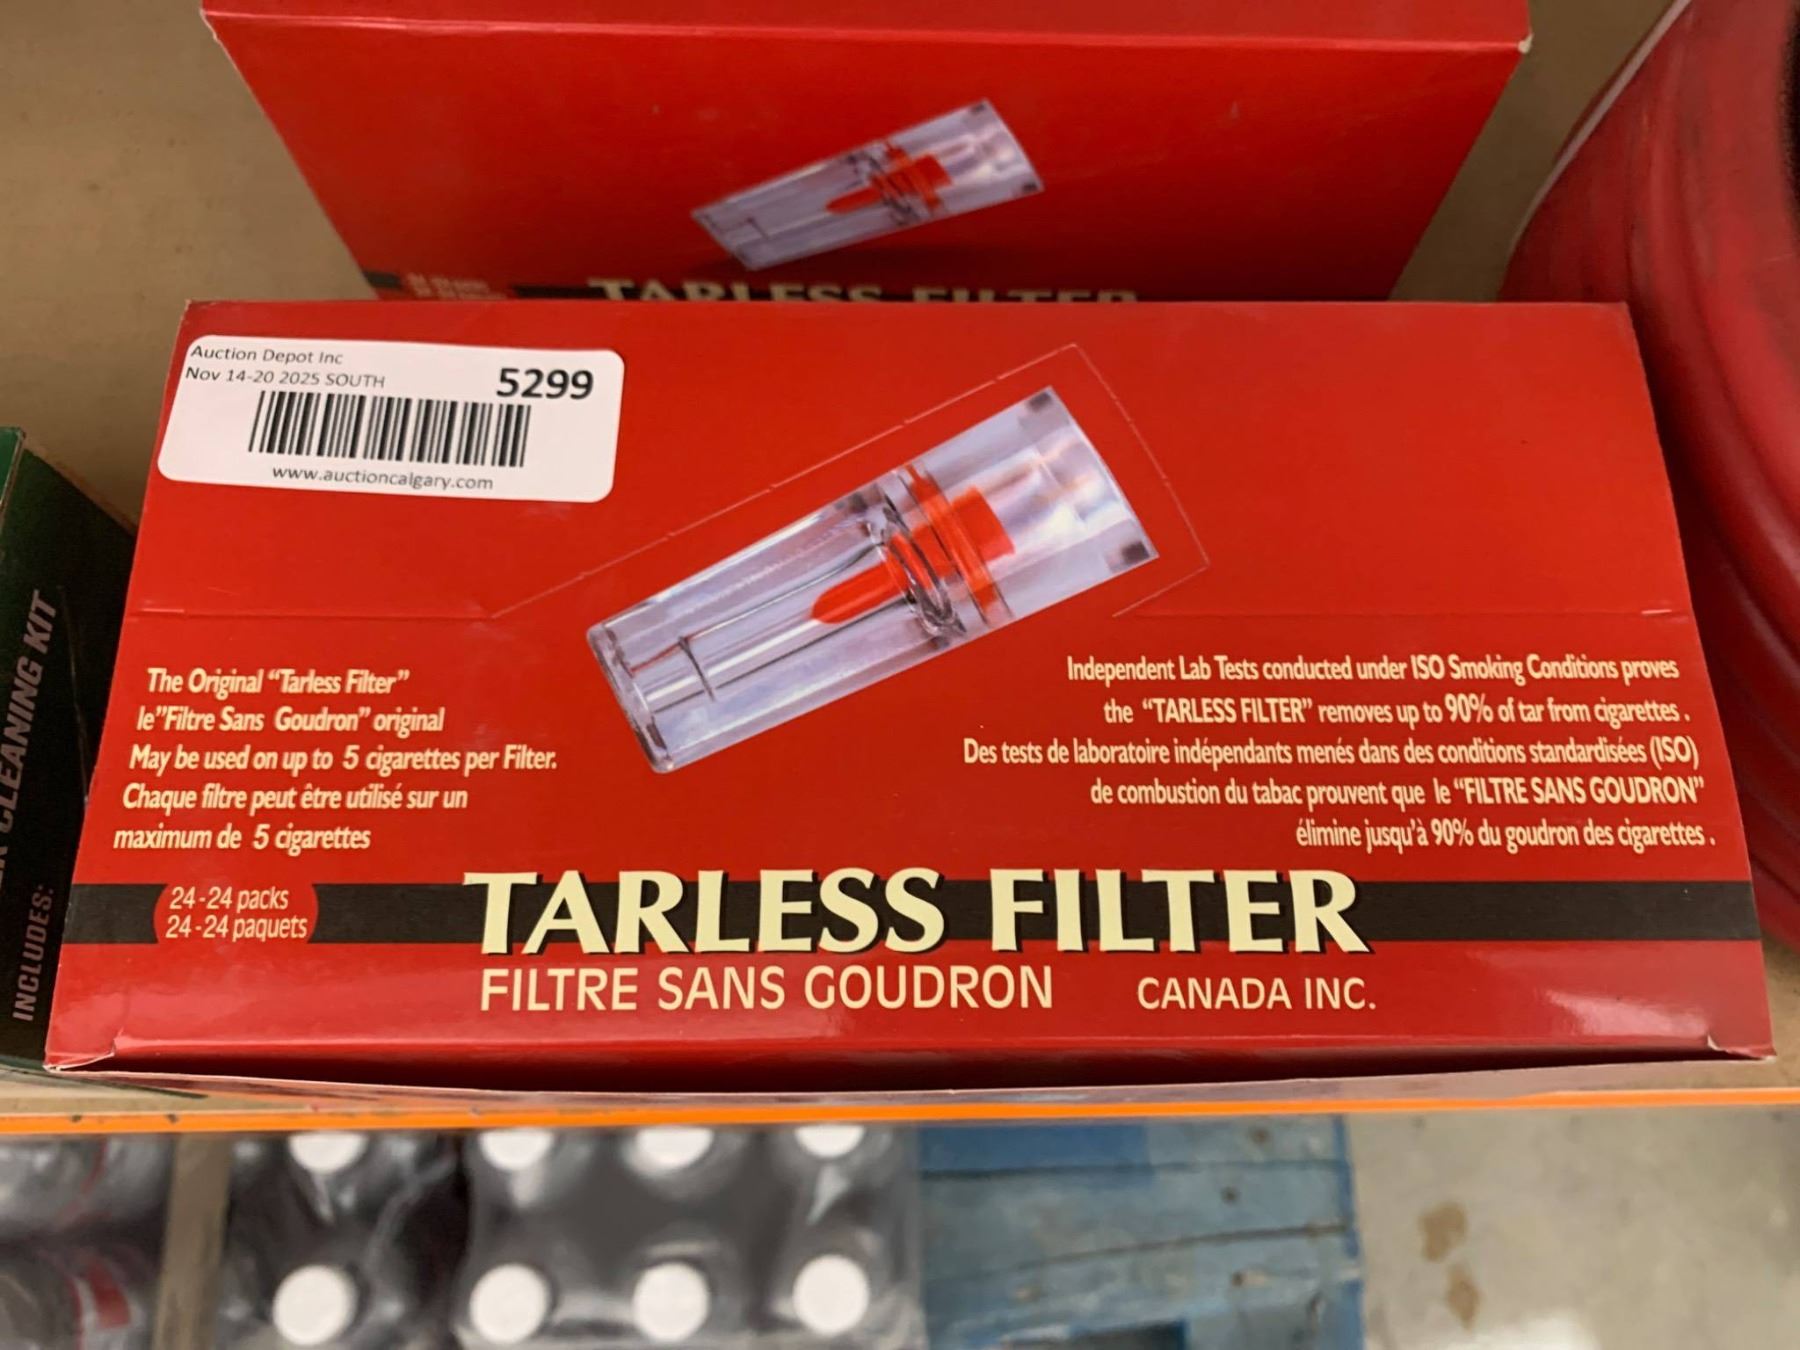 TARLESS FILTER
Auction Depot Inc
Nov 14-20 2025 SOUTH
5299
www.auctioncalgary.com
The Original “Tarless Filter”
le”Filtre Sans Goudron” original
May be used on up to 5 cigarettes per Filter.
Chaque filtre peut être utilisé sur un
maximum de 5 cigarettes
Independent Lab Tests conducted under ISO Smoking Conditions proves
the “TARLESS FILTER” removes up to 90% of tar from cigarettes.
Des tests de laboratoire indépendants menés dans des conditions standardisées (ISO)
de combustion du tabac prouvent que le “FILTRE SANS GOUDRON”
élimine jusqu'à 90% du goudron des cigarettes.
24-24 packs
24-24 paquets
TARLESS FILTER
FILTRE SANS GOUDRON
CANADA INC.
CLEANING KIT
INCLUDES: